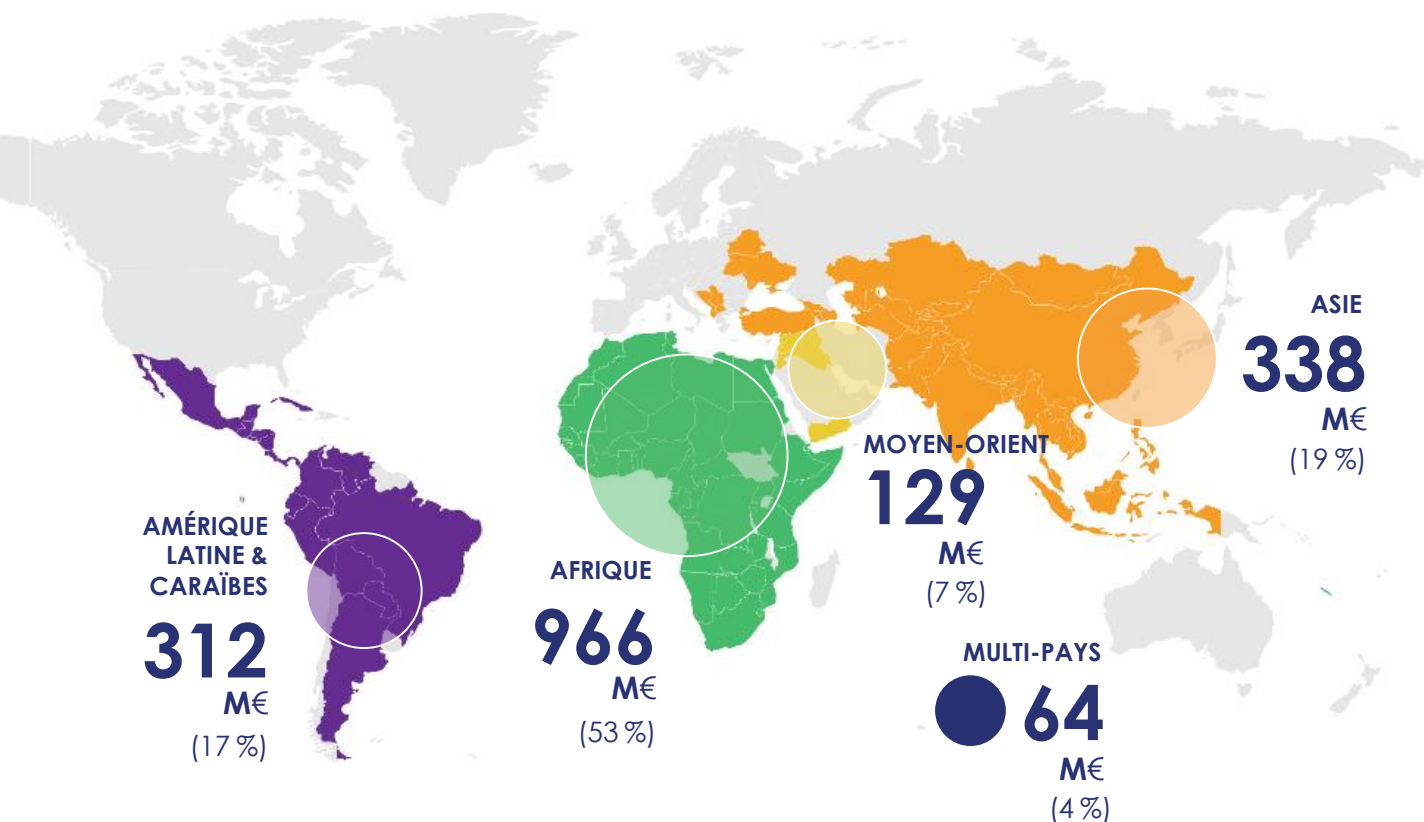 ASIE
338
M€
(19 %)
MOYEN-ORIENT
129
M€
(7 %)
AMÉRIQUE
LATINE &
CARAÏBES
312
M€
(17 %)
AFRIQUE
966
M€
(53 %)
MULTI-PAYS
64
M€
(4 %)